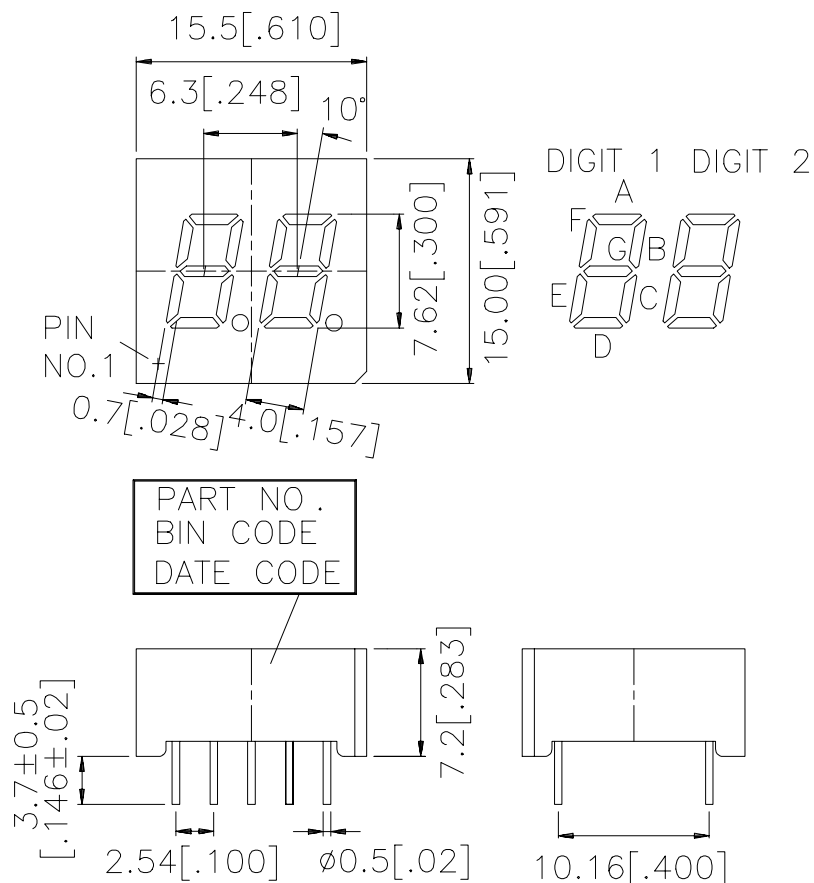 15.5[.610]
6.3[.248]
10°
DIGIT 1 DIGIT 2
A
F
G B
E C
D
7.62[.300]
15.00[.591]
PIN
NO.1
0.7[.028]
4.0[.157]
PART NO.
BIN CODE
DATE CODE
7.2[.283]
3.7±0.5
[.146±.02]
2.54[.100]
ø0.5[.02]
10.16[.400]